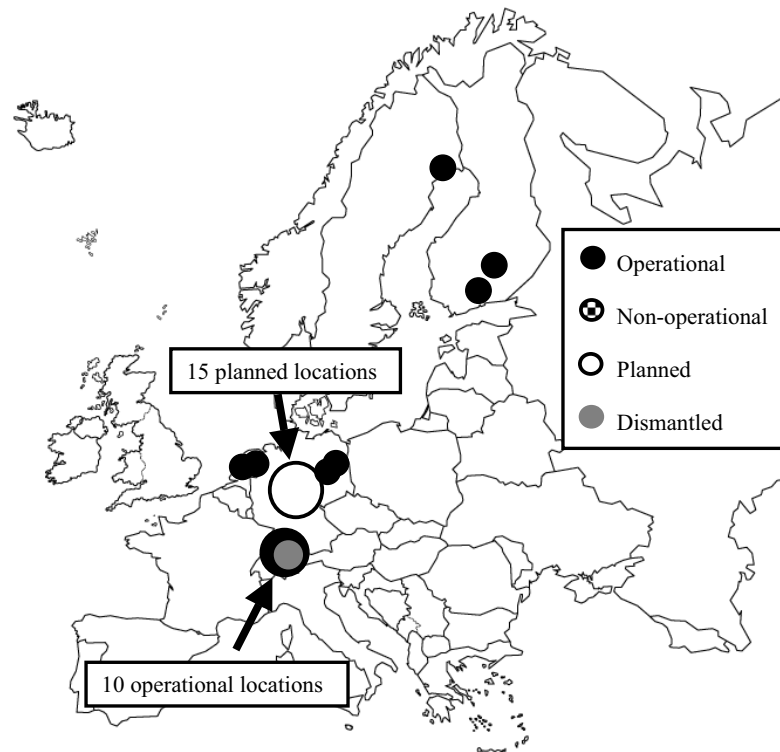 Operational
Non-operational
Planned
Dismantled
15 planned locations
10 operational locations